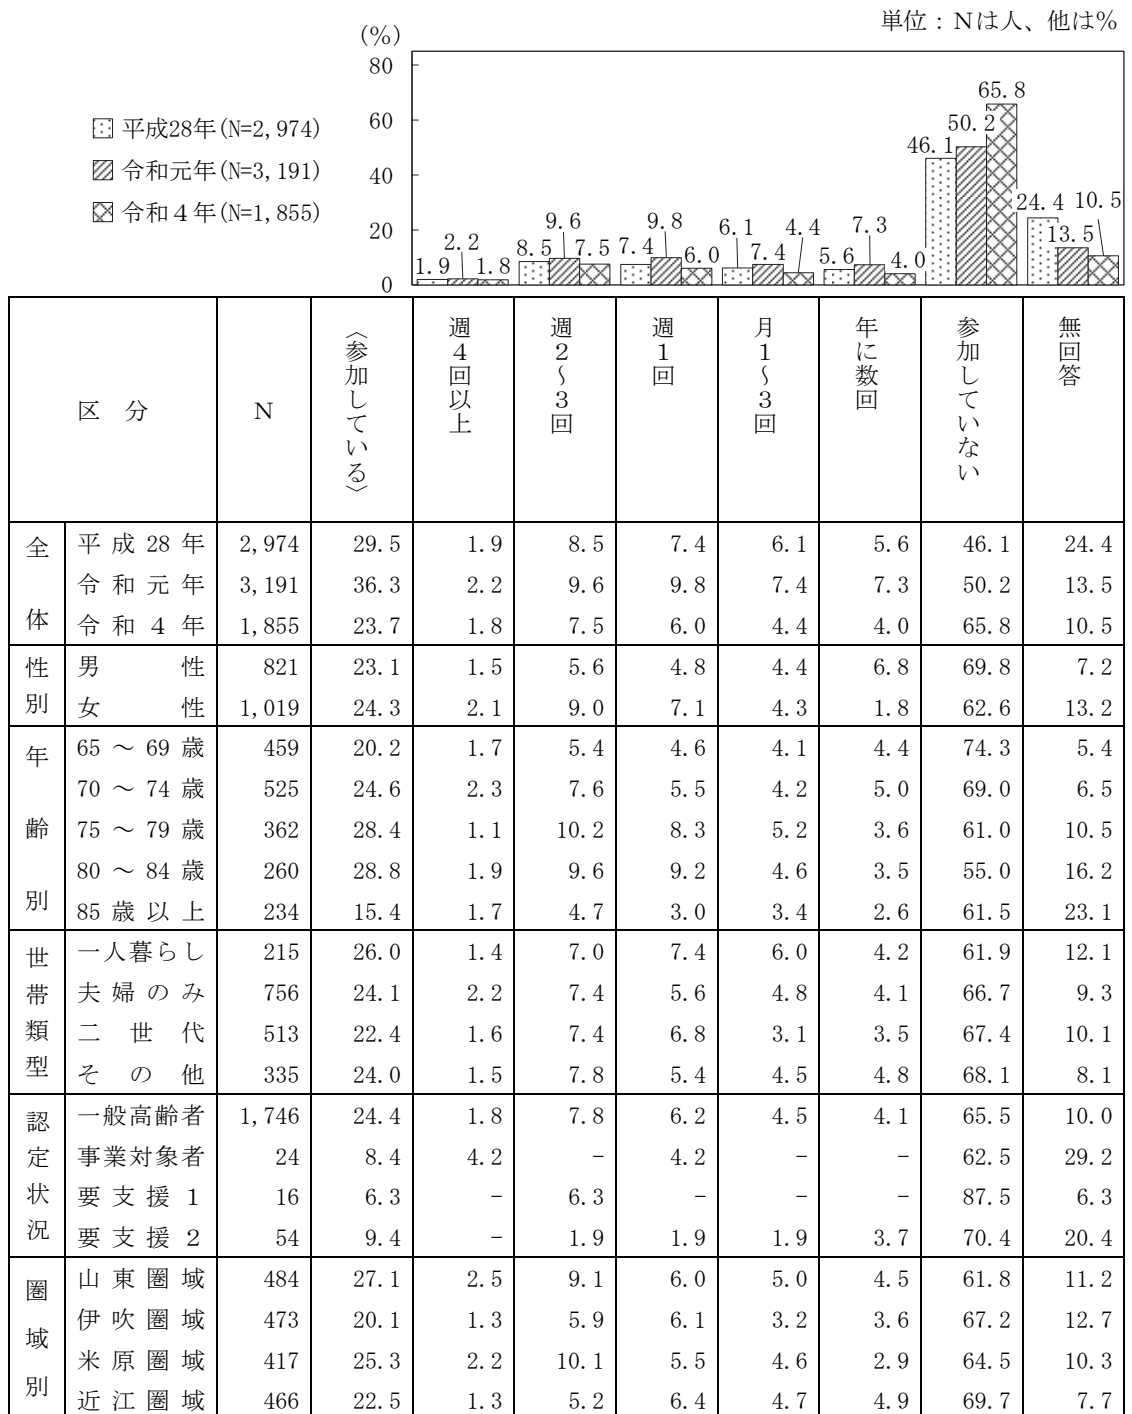 単位：Nは人、他は%
(%)
80
60
40
20
0
平成28年(N=2,974)
令和元年(N=3,191)
令和４年(N=1,855)
1.9 2.2 1.8 8.5 9.6 7.5 7.4 9.8 6.0 6.1 7.4 4.4 5.6 7.3 4.0 46.1 50.2 65.8 24.4 13.5 10.5
区　分 N 〈参加している〉 週４回以上 週２～３回 週１回 月１～３回 年に数回 参加していない 無回答
全体
平成28年 2,974 29.5 1.9 8.5 7.4 6.1 5.6 46.1 24.4
令和元年 3,191 36.3 2.2 9.6 9.8 7.4 7.3 50.2 13.5
令和４年 1,855 23.7 1.8 7.5 6.0 4.4 4.0 65.8 10.5
性別
男性 821 23.1 1.5 5.6 4.8 4.4 6.8 69.8 7.2
女性 1,019 24.3 2.1 9.0 7.1 4.3 1.8 62.6 13.2
年齢別
65～69歳 459 20.2 1.7 5.4 4.6 4.1 4.4 74.3 5.4
70～74歳 525 24.6 2.3 7.6 5.5 4.2 5.0 69.0 6.5
75～79歳 362 28.4 1.1 10.2 8.3 5.2 3.6 61.0 10.5
80～84歳 260 28.8 1.9 9.6 9.2 4.6 3.5 55.0 16.2
85歳以上 234 15.4 1.7 4.7 3.0 3.4 2.6 61.5 23.1
世帯類型
一人暮らし 215 26.0 1.4 7.0 7.4 6.0 4.2 61.9 12.1
夫婦のみ 756 24.1 2.2 7.4 5.6 4.8 4.1 66.7 9.3
二世代 513 22.4 1.6 7.4 6.8 3.1 3.5 67.4 10.1
その他 335 24.0 1.5 7.8 5.4 4.5 4.8 68.1 8.1
認定状況
一般高齢者 1,746 24.4 1.8 7.8 6.2 4.5 4.1 65.5 10.0
事業対象者 24 8.4 4.2 － 4.2 － － 62.5 29.2
要支援１ 16 6.3 － 6.3 － － － 87.5 6.3
要支援２ 54 9.4 － 1.9 1.9 1.9 3.7 70.4 20.4
圏域別
山東圏域 484 27.1 2.5 9.1 6.0 5.0 4.5 61.8 11.2
伊吹圏域 473 20.1 1.3 5.9 6.1 3.2 3.6 67.2 12.7
米原圏域 417 25.3 2.2 10.1 5.5 4.6 2.9 64.5 10.3
近江圏域 466 22.5 1.3 5.2 6.4 4.7 4.9 69.7 7.7